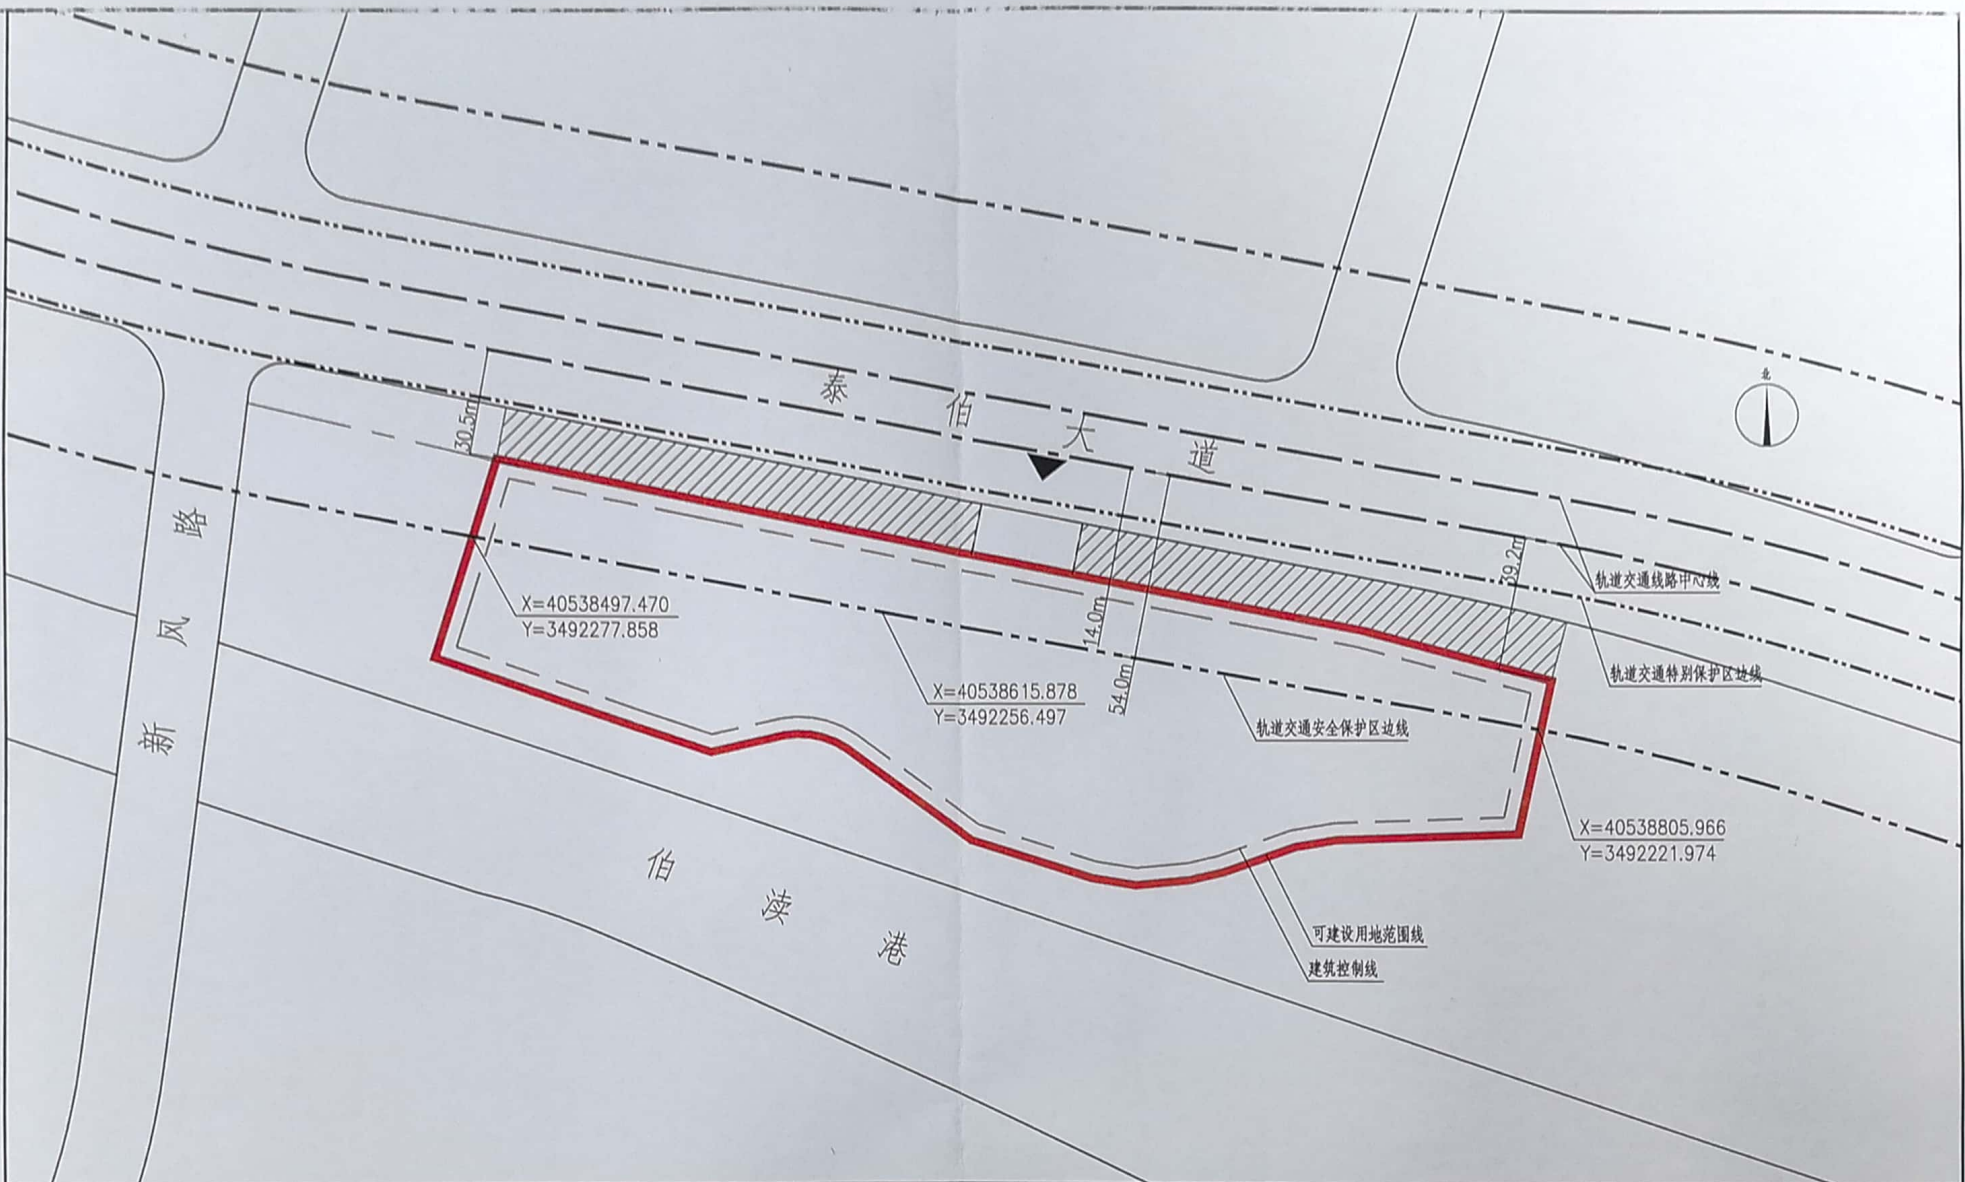 北
泰伯大道
30.5m
39.2m
14.0m
54.0m
轨道交通线路中心线
轨道交通特别保护区边线
轨道交通安全保护区边线
X=40538497.470
Y=3492277.858
X=40538615.878
Y=3492256.497
X=40538805.966
Y=3492221.974
新风路
伯渎港
可建设用地范围线
建筑控制线